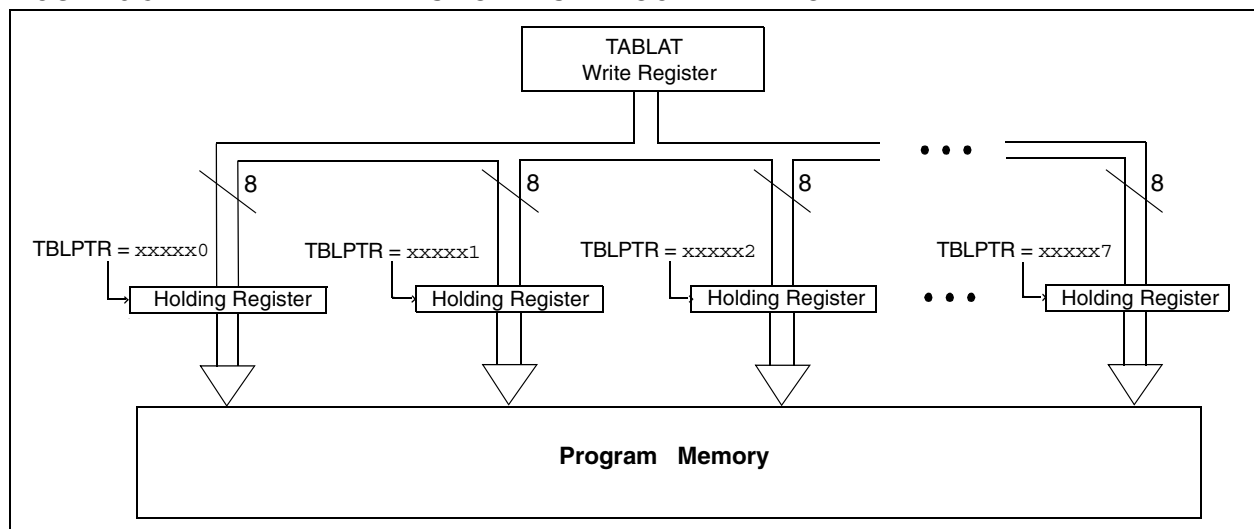 TABLAT
Write Register
• • •
8 8 8 8
TBLPTR = xxxxx0 TBLPTR = xxxxx1 TBLPTR = xxxxx2 TBLPTR = xxxxx7
Holding Register Holding Register Holding Register • • • Holding Register
Program Memory